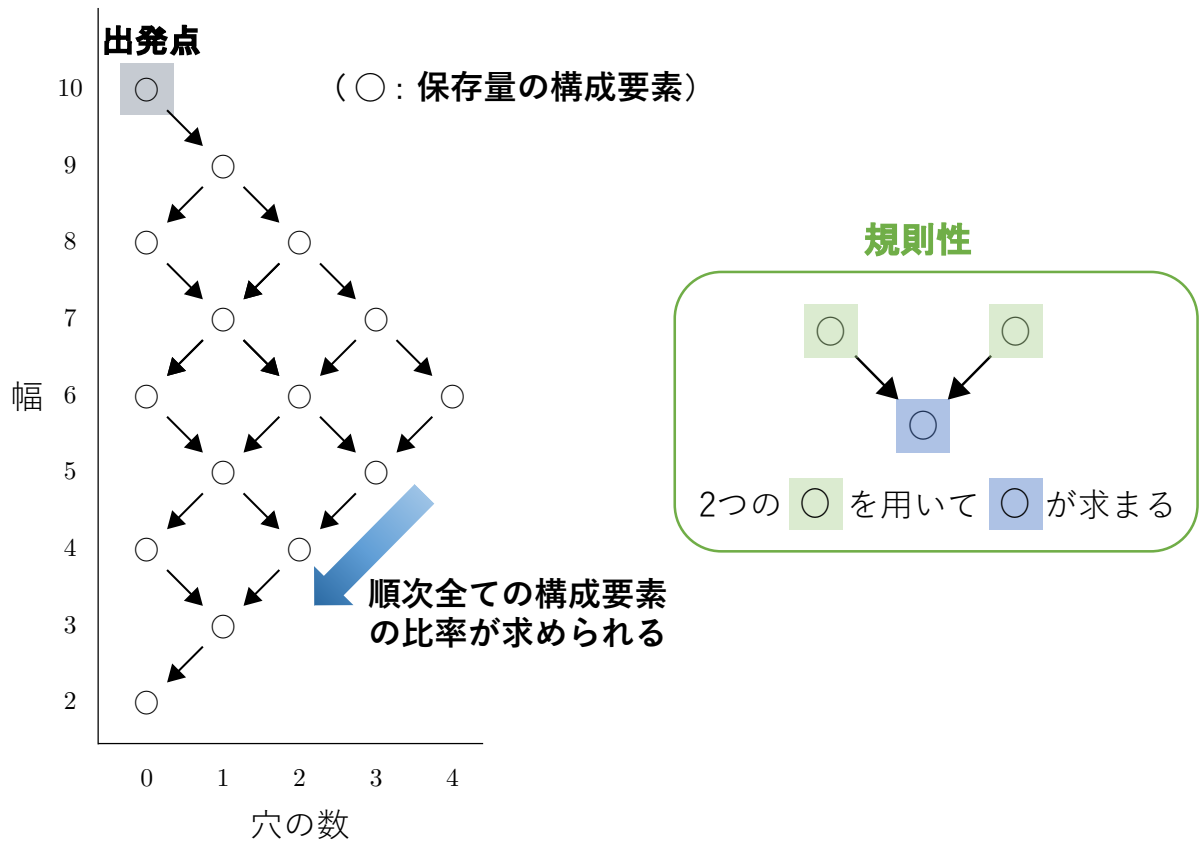 出発点
(○:保存量の構成要素)
10
9
8
7
6
5
4
3
2
幅
0 1 2 3 4
穴の数
順次全ての構成要素
の比率が求められる
規則性
2つの○を用いて○が求まる